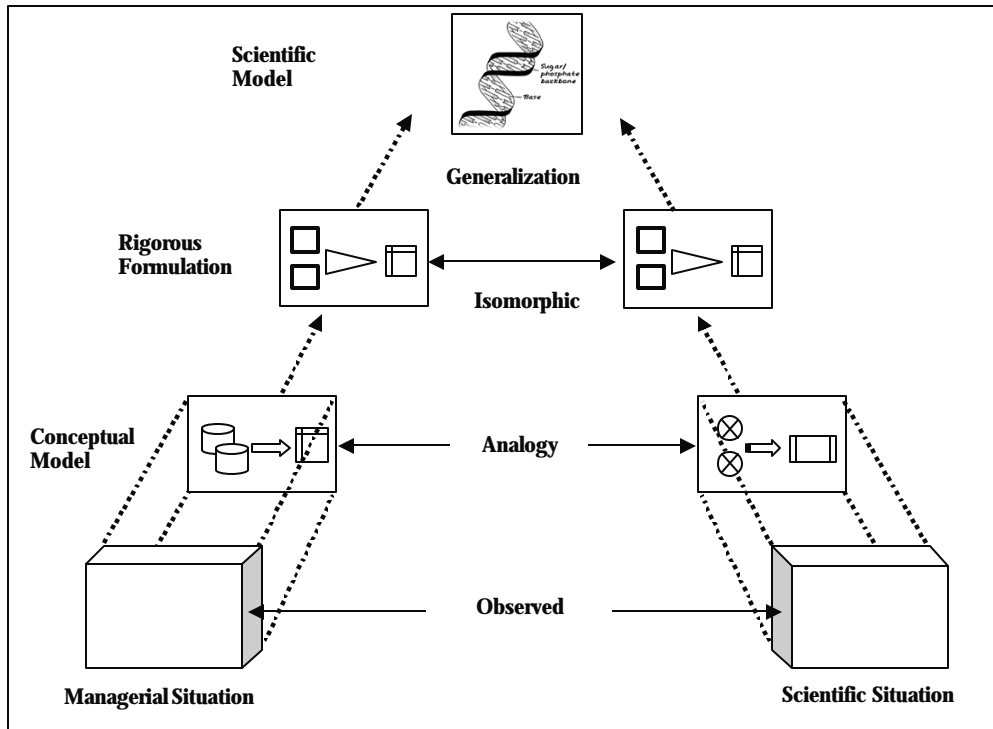 Scientific
Model
Sugar/
phosphate
backbone
Base
Generalization
Rigorous
Formulation
Isomorphic
Conceptual
Model
Analogy
Observed
Managerial Situation
Scientific Situation